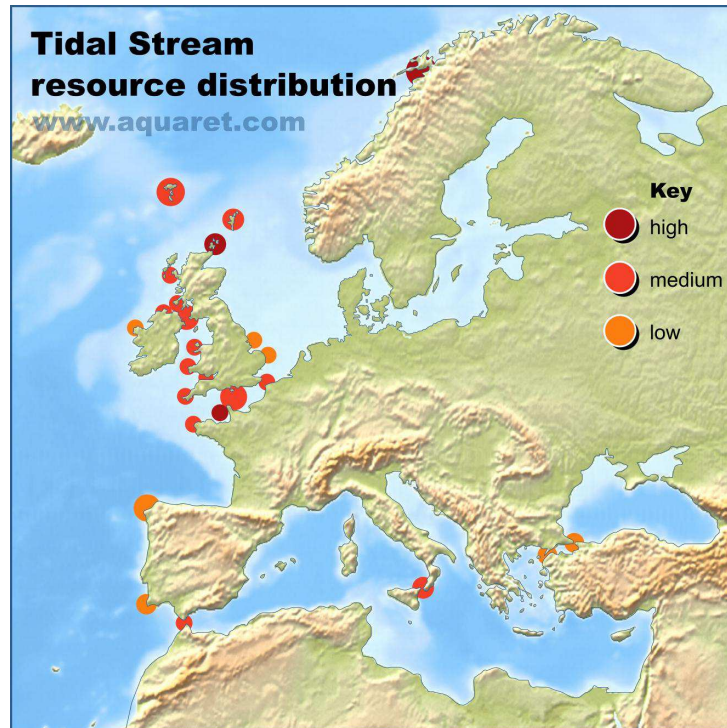 Tidal Stream
resource distribution
www.aquaret.com
Key
high
medium
low